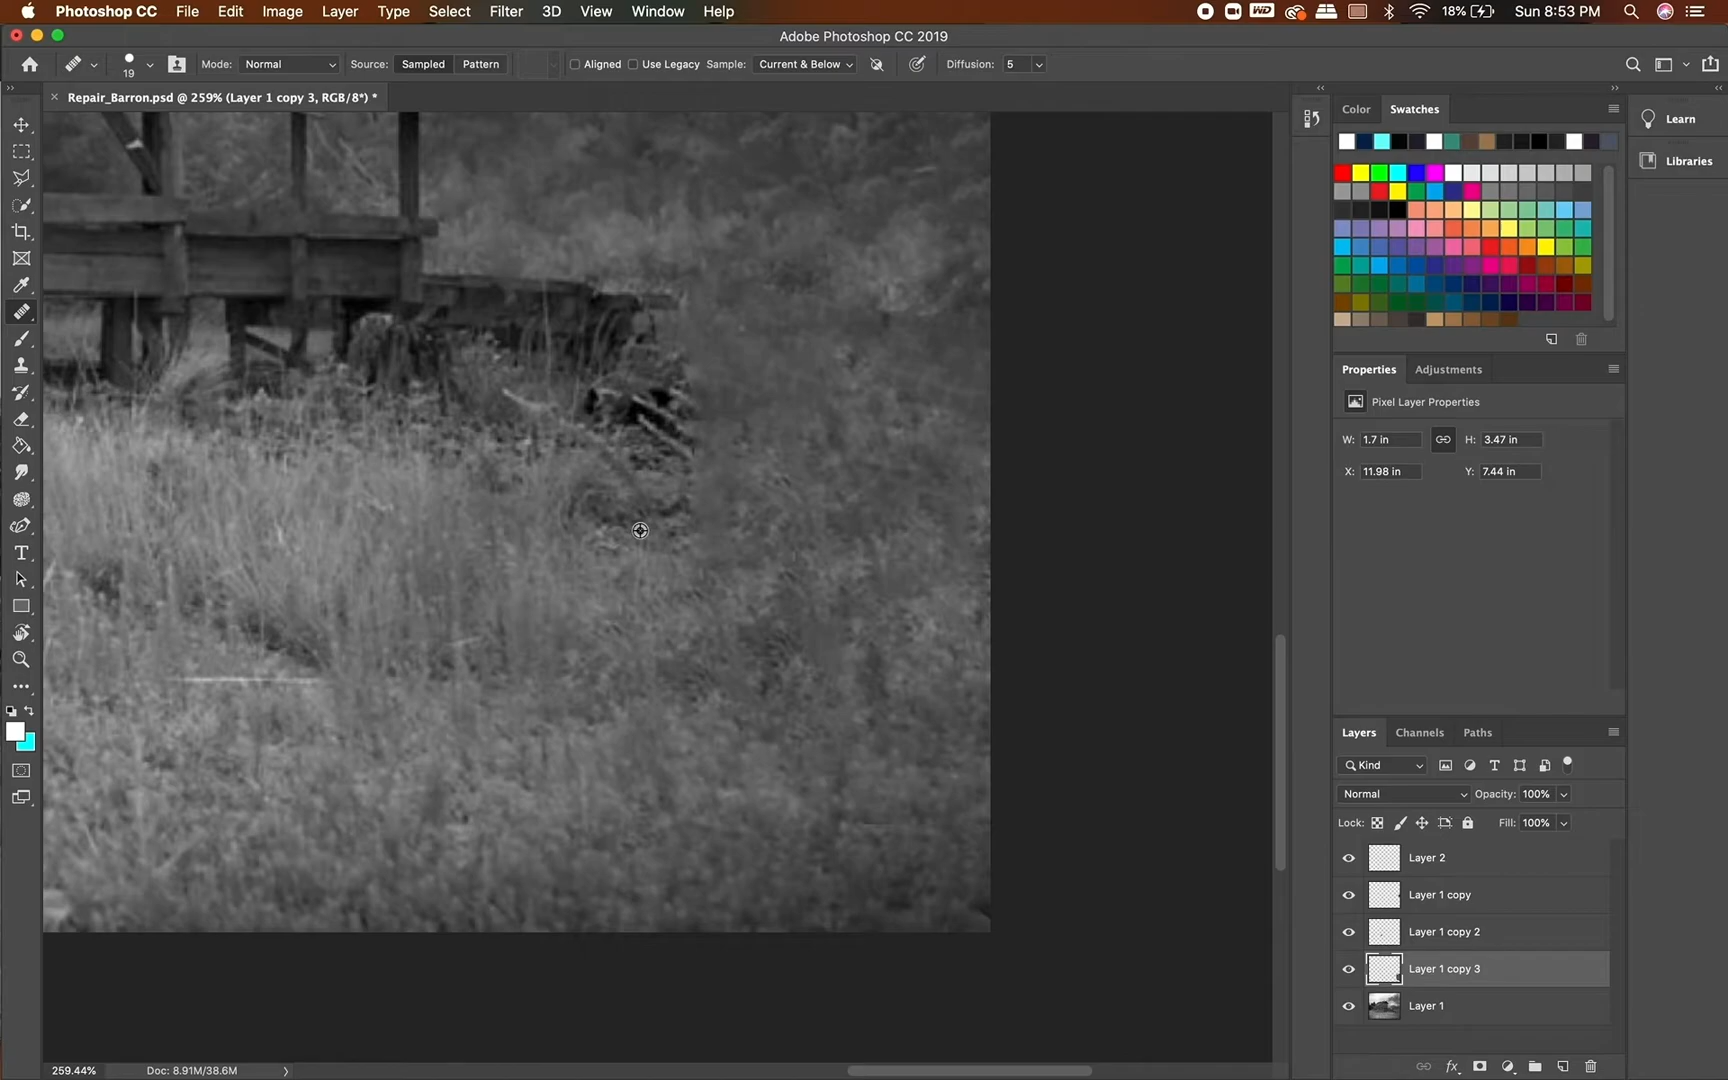 Photoshop CC File Edit Image Layer Type Select Filter 3D View Window Help 18% Sun 8:53 PM
Adobe Photoshop CC 2019
19 Mode: Normal Source: Sampled Pattern Aligned Use Legacy Sample: Current & Below Diffusion: 5
Repair_Barron.psd @ 259% (Layer 1 copy 3, RGB/8*) *
Color Swatches
Learn
Libraries
Properties Adjustments
Pixel Layer Properties
W: 1.7 in H: 3.47 in
X: 11.98 in Y: 7.44 in
Layers Channels Paths
Kind
Normal Opacity: 100%
Lock: Fill: 100%
Layer 2
Layer 1 copy
Layer 1 copy 2
Layer 1 copy 3
Layer 1
259.44% Doc: 8.91M/38.6M